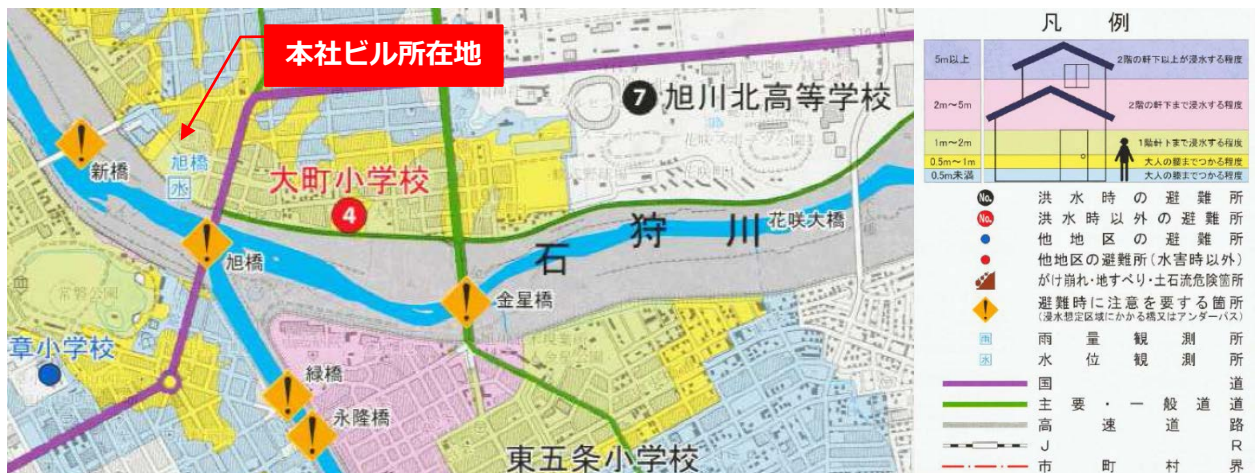 本社ビル所在地
新橋
旭橋
水
大町小学校
4
7 旭川北高等学校
花咲大橋
石狩川
旭橋
金星橋
常磐公園
章小学校
緑橋
永隆橋
東五条小学校
凡 例
5m以上 2階の軒下以上が浸水する程度
2m～5m 2階の軒下まで浸水する程度
1m～2m 1階軒下まで浸水する程度
0.5m～1m 大人の腰までつかる程度
0.5m未満 大人の膝までつかる程度
No. 洪水時の避難所
No. 洪水時以外の避難所
他地区の避難所
他地区の避難所(水害時以外)
がけ崩れ・地すべり・土石流危険箇所
! 避難時に注意を要する箇所
(浸水想定区域にかかる橋又はアンダーパス)
雨 雨量観測所
水 水位観測所
国道
主要・一般道道
高速道路
JR
市町村界